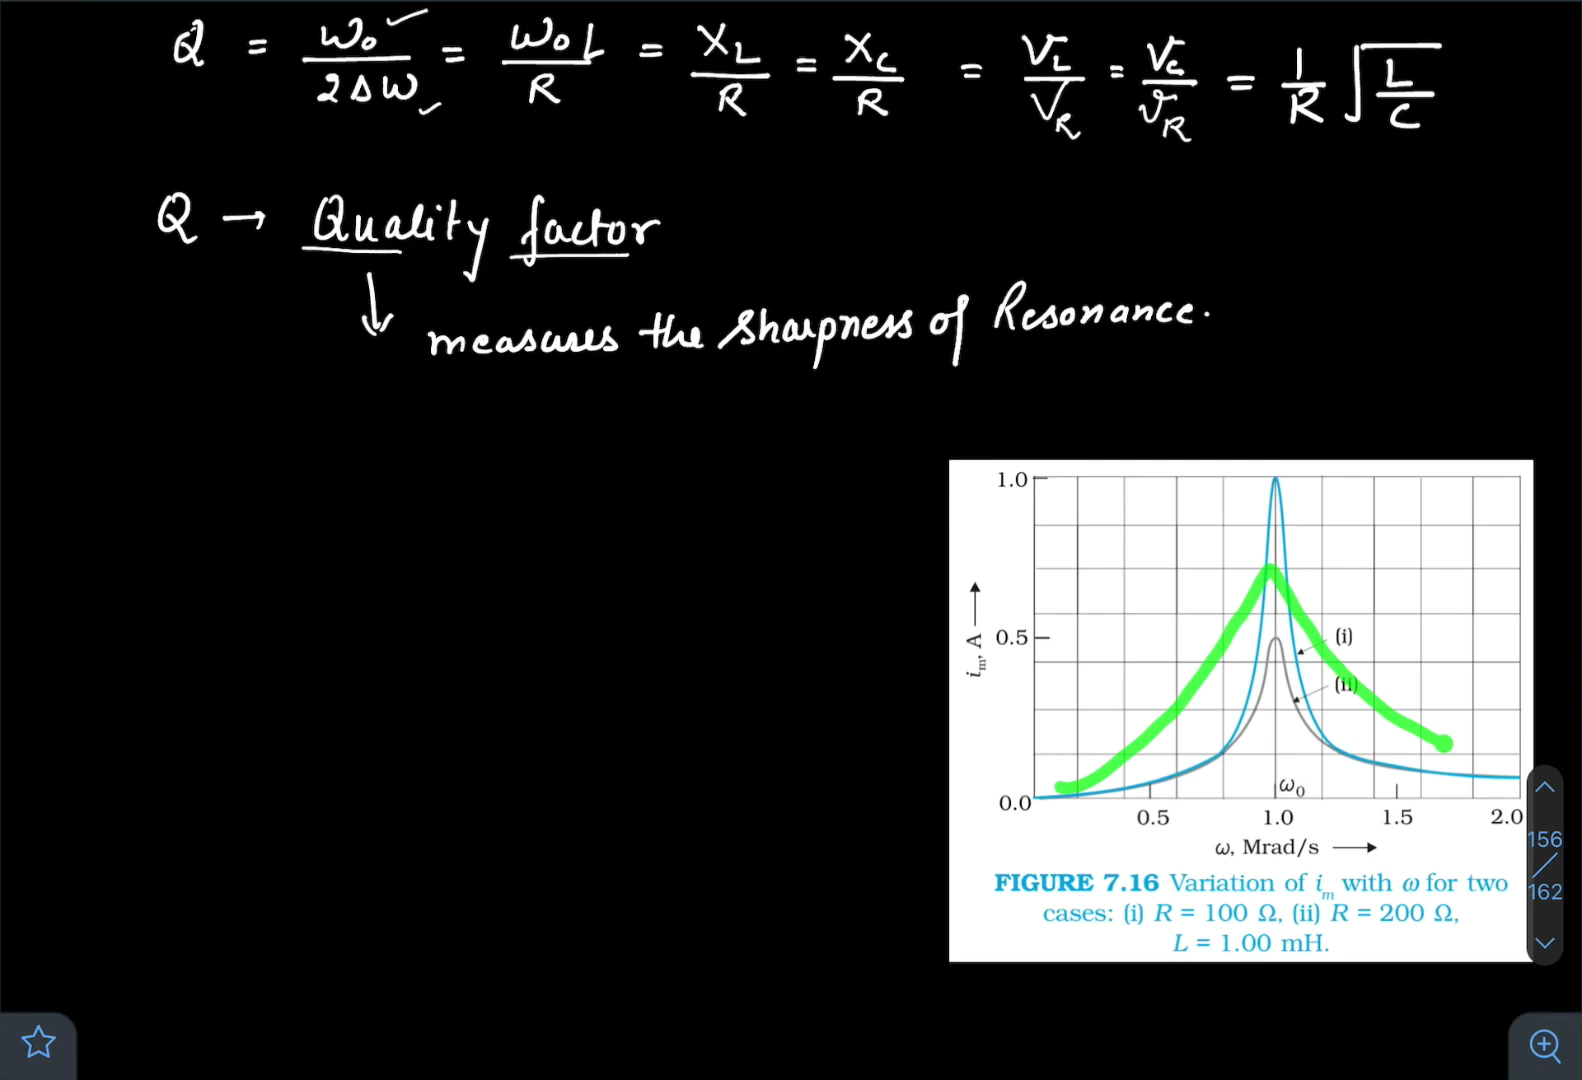 Q = ω₀/2Δω = ω₀L/R = X_L/R = X_C/R = V_L/V_R = V_C/V_R = 1/R √(L/C)
Q → Quality factor
↓ measures the sharpness of Resonance.
1.0
0.5
0.0
i_m, A →
(i)
(ii)
ω₀
0.5 1.0 1.5 2.0
ω, Mrad/s →
FIGURE 7.16 Variation of i_m with ω for two
cases: (i) R = 100 Ω, (ii) R = 200 Ω,
L = 1.00 mH.
156
162